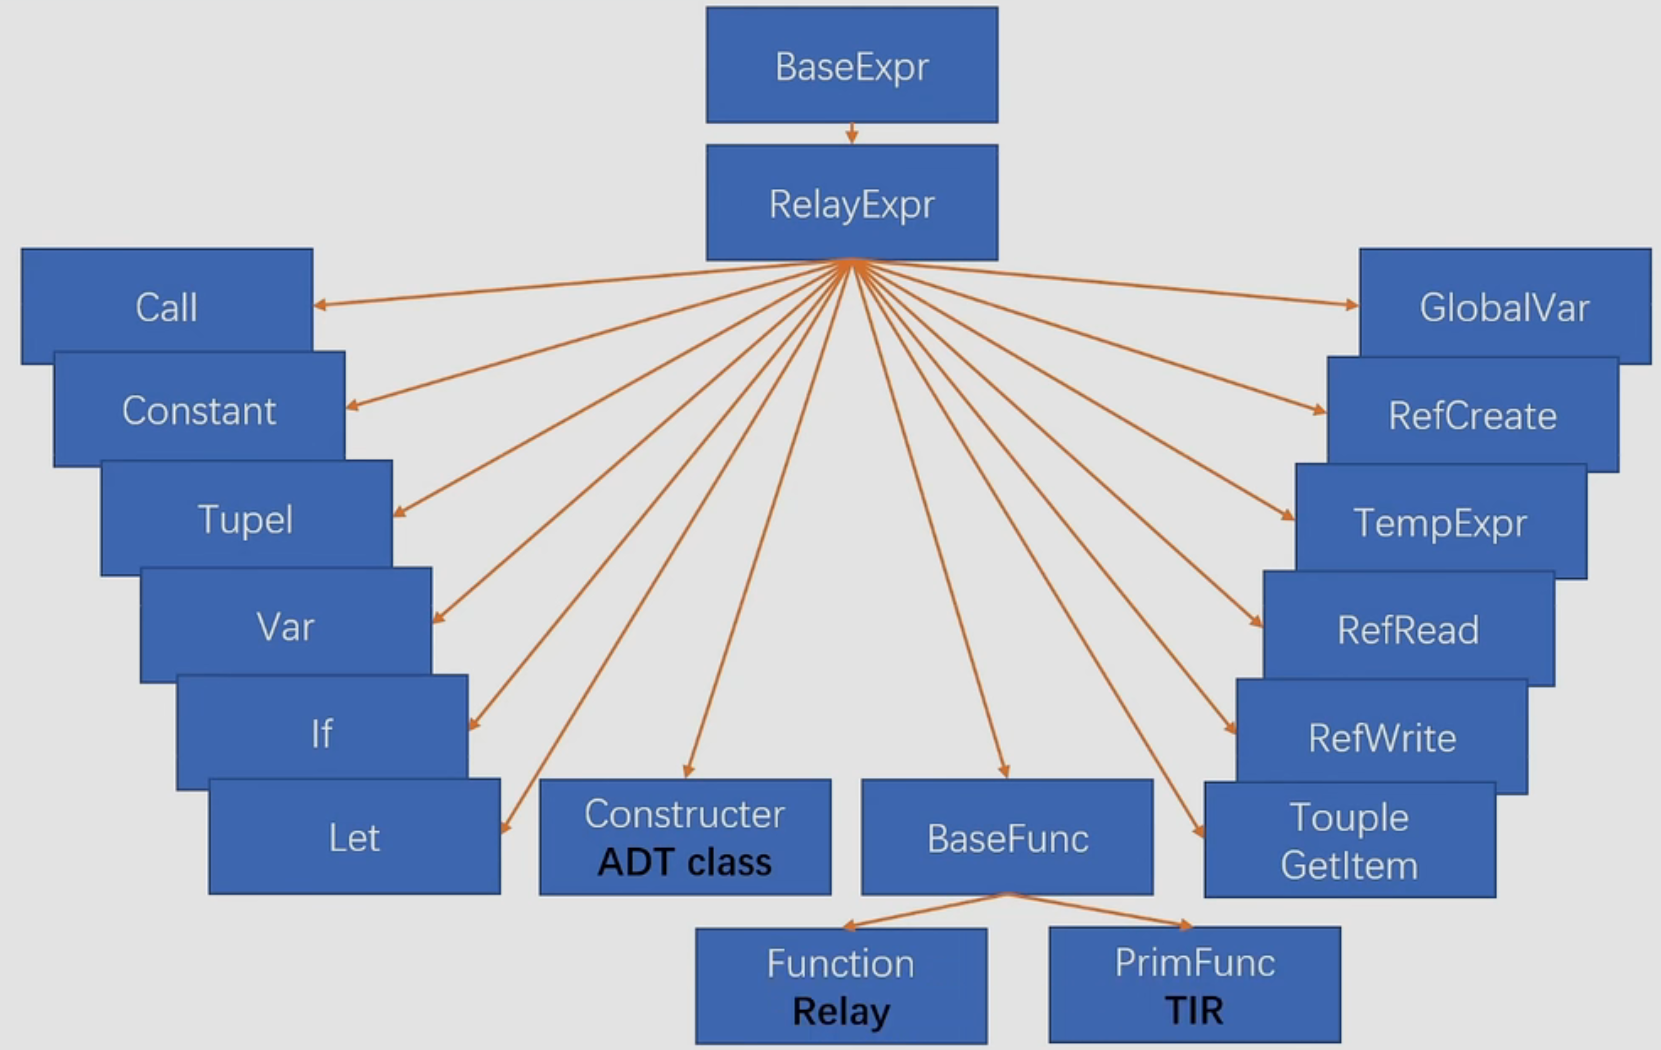 BaseExpr
RelayExpr
Call
Constant
Tupel
Var
If
Let
Constructer
ADT class
BaseFunc
GlobalVar
RefCreate
TempExpr
RefRead
RefWrite
Touple
GetItem
Function
Relay
PrimFunc
TIR